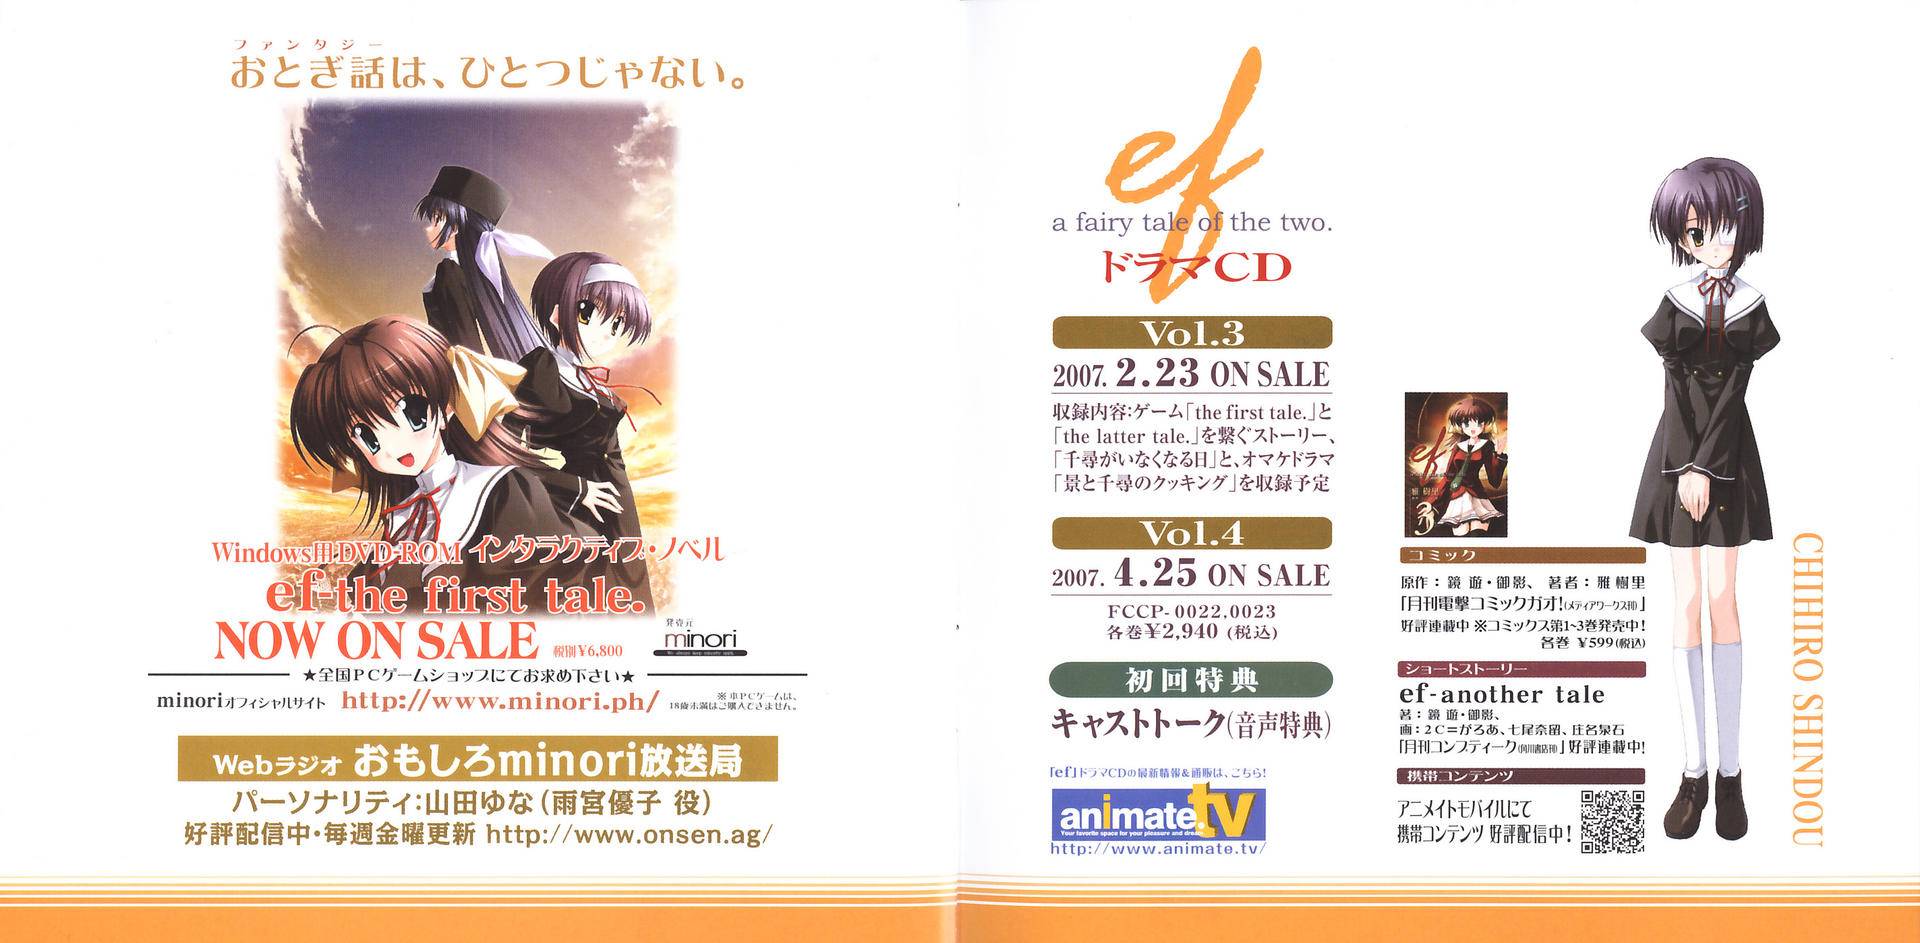 ファンタジー
おとぎ話は、ひとつじゃない。
Windows用DVD-ROM インタラクティブ・ノベル
ef-the first tale.
NOW ON SALE 税別¥6,800
発売元
minori
We always keep minority spirit.
★全国PCゲームショップにてお求め下さい★
minoriオフィシャルサイト http://www.minori.ph/
※ 本PCゲームは、
18歳未満はご購入できません。
Webラジオ おもしろminori放送局
パーソナリティ:山田ゆな(雨宮優子 役)
好評配信中・毎週金曜更新 http://www.onsen.ag/
ef
a fairy tale of the two.
ドラマCD
Vol.3
2007. 2.23 ON SALE
収録内容:ゲーム「the first tale.」と
「the latter tale.」を繋ぐストーリー、
「千尋がいなくなる日」と、オマケドラマ
「景と千尋のクッキング」を収録予定
Vol.4
2007. 4.25 ON SALE
FCCP-0022,0023
各巻¥2,940 (税込)
初回特典
キャストトーク(音声特典)
「ef」ドラマCDの最新情報&通販は、こちら!
animate.tv
Your favorite space for your pleasure and dream
http://www.animate.tv/
ef
雅 樹里
3
コミック
原作：鏡 遊・御影、 著者：雅 樹里
「月刊電撃コミックガオ!(メディアワークス刊)」
好評連載中 ※コミックス第1~3巻発売中!
各巻 ¥599(税込)
ショートストーリー
ef-another tale
著：鏡 遊・御影、
画：2C=がろあ、七尾奈留、庄名泉石
「月刊コンプティーク(角川書店刊)」好評連載中!
携帯コンテンツ
アニメイトモバイルにて
携帯コンテンツ 好評配信中!
CHIHIRO SHINDOU